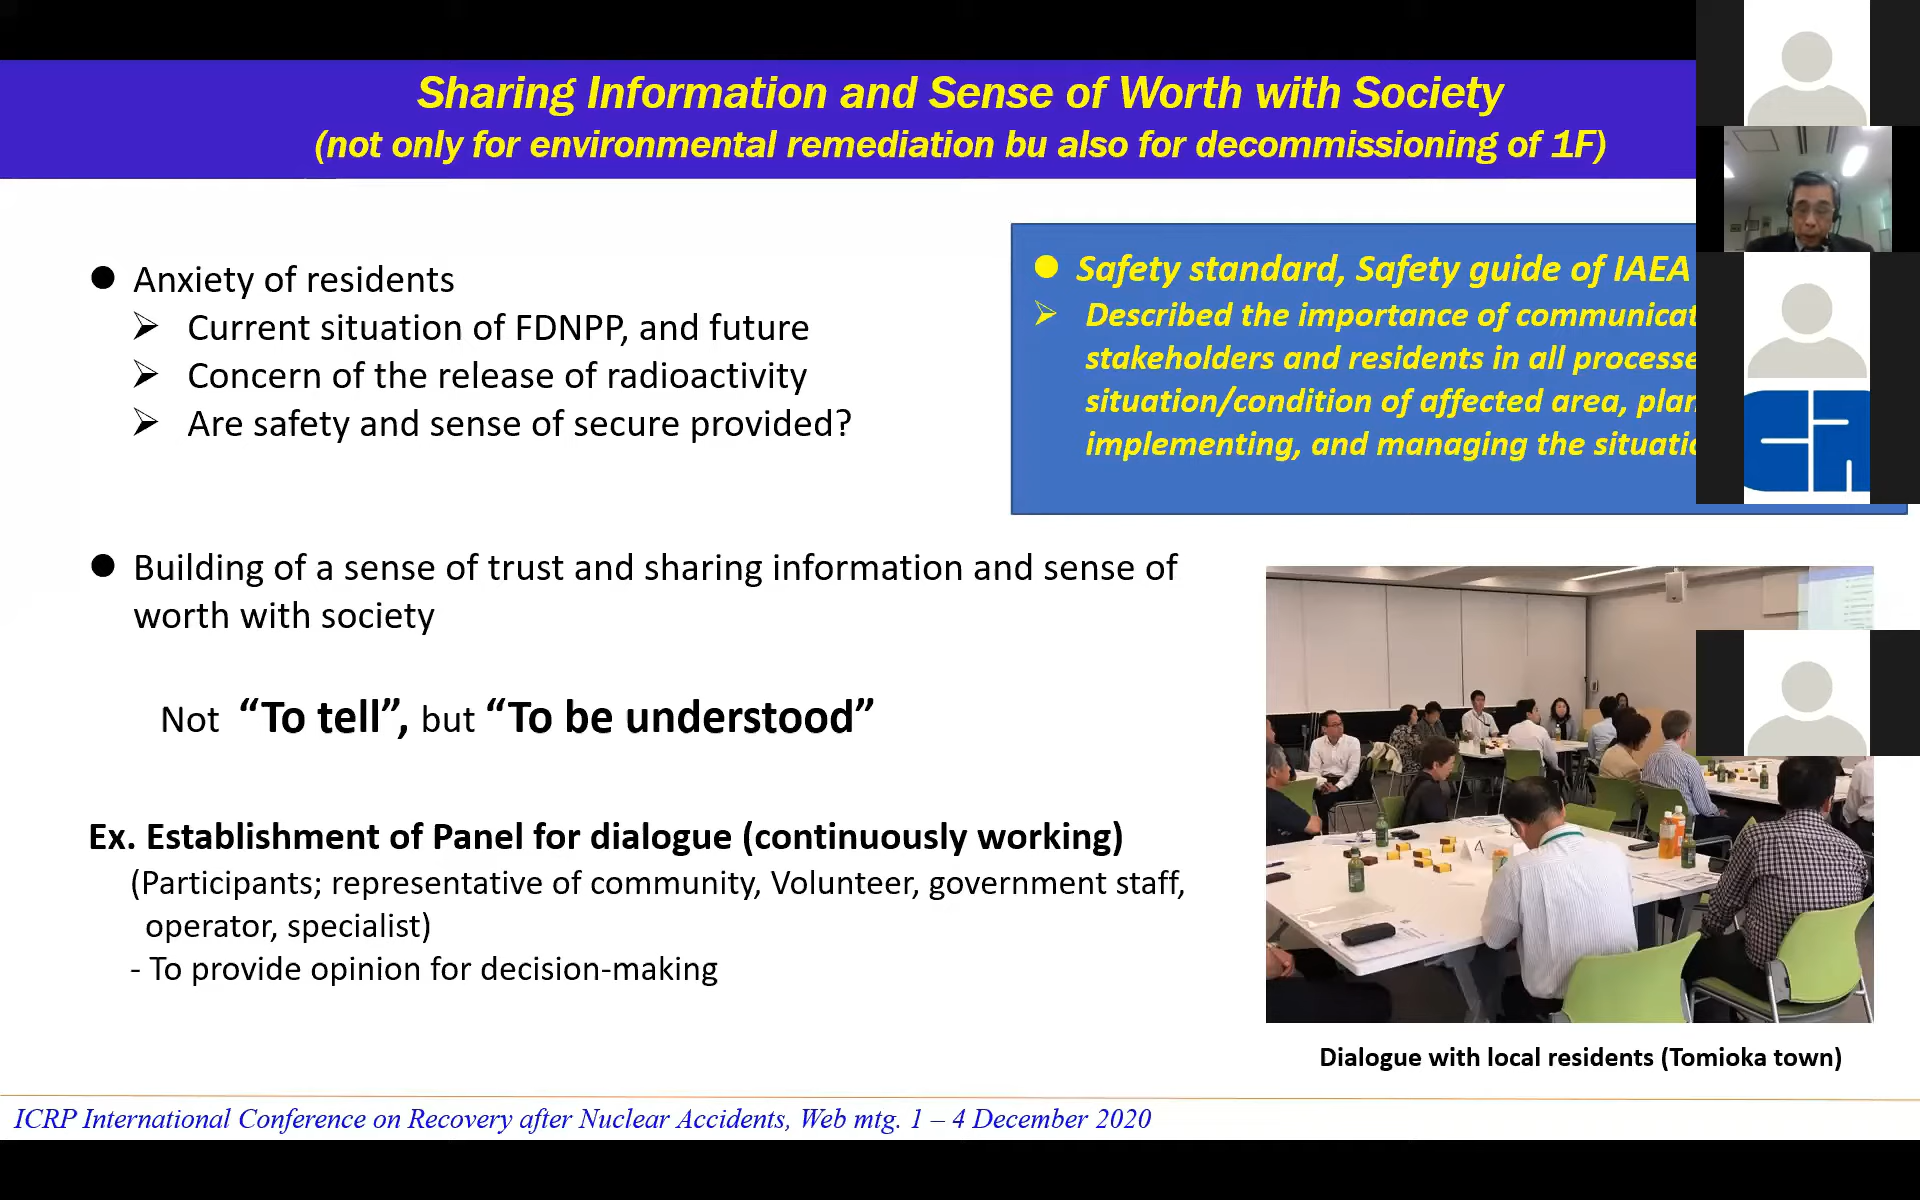 Sharing Information and Sense of Worth with Society
(not only for environmental remediation bu also for decommissioning of 1F)
● Anxiety of residents
➢ Current situation of FDNPP, and future
➢ Concern of the release of radioactivity
➢ Are safety and sense of secure provided?
● Safety standard, Safety guide of IAEA
➢ Described the importance of
stakeholders and residents in all
situation/condition of affected area,
implementing, and managing the
● Building of a sense of trust and sharing information and sense of
worth with society
Not “To tell”, but “To be understood”
Ex. Establishment of Panel for dialogue (continuously working)
(Participants; representative of community, Volunteer, government staff,
operator, specialist)
- To provide opinion for decision-making
A
Dialogue with local residents (Tomioka town)
ICRP International Conference on Recovery after Nuclear Accidents, Web mtg. 1 – 4 December 2020